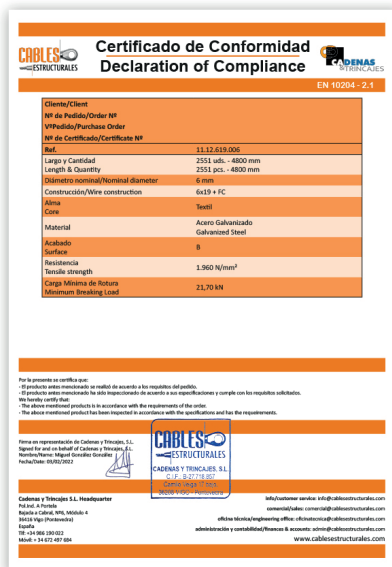 CABLES
ESTRUCTURALES
Certificado de Conformidad
Declaration of Compliance
CADENAS
& TRINCAJES
EN 10204 - 2.1
Cliente/Client
Nº de Pedido/Order Nº
VºPedido/Purchase Order
Nº de Certificado/Certificate Nº
Ref. 11.12.619.006
Largo y Cantidad 2551 uds. - 4800 mm
Length & Quantity 2551 pcs. - 4800 mm
Diámetro nominal/Nominal diameter 6 mm
Construcción/Wire construction 6x19 + FC
Alma
Core
Textil
Material
Acero Galvanizado
Galvanized Steel
Acabado
Surface
B
Resistencia
Tensile strength
1.960 N/mm²
Carga Mínima de Rotura
Minimum Breaking Load
21,70 kN
Por la presente se certifica que:
- El producto antes mencionado se realizó de acuerdo a los requisitos del pedido.
- El producto antes mencionado ha sido inspeccionado de acuerdo a sus especificaciones y cumple con los requisitos solicitados.
We hereby certify that:
- The above mentioned products is in accordance with the requirements of the order.
- The above mentioned product has been inspected in accordance with the specifications and has the requirements.
Firma en representación de Cadenas y Trincajes, S.L.
Signed for and on behalf of Cadenas y Trincajes, S.L.
Nombre/Name: Miguel González González
Fecha/Date: 03/02/2022
CABLES
ESTRUCTURALES
CADENAS Y TRINCAJES, S.L.
C.I.F.: B-27.718.857
36205 VIGO - Pontevedra
Cadenas y Trincajes S.L. Headquarter
Pol.Ind. A Portela
Bajada a Cabral, Nº6, Módulo 4
36416 Vigo (Pontevedra)
España
Tlf: +34 986 190 022
Móvil: + 34 672 497 684
info/customer service: info@cablesestructurales.com
comercial/sales: comercial@cablesestructurales.com
oficina técnica/engineering office: oficinatecnica@cablesestructurales.com
administración y contabilidad/finances & accounts: admin@cablesestructurales.com
www.cablesestructurales.com